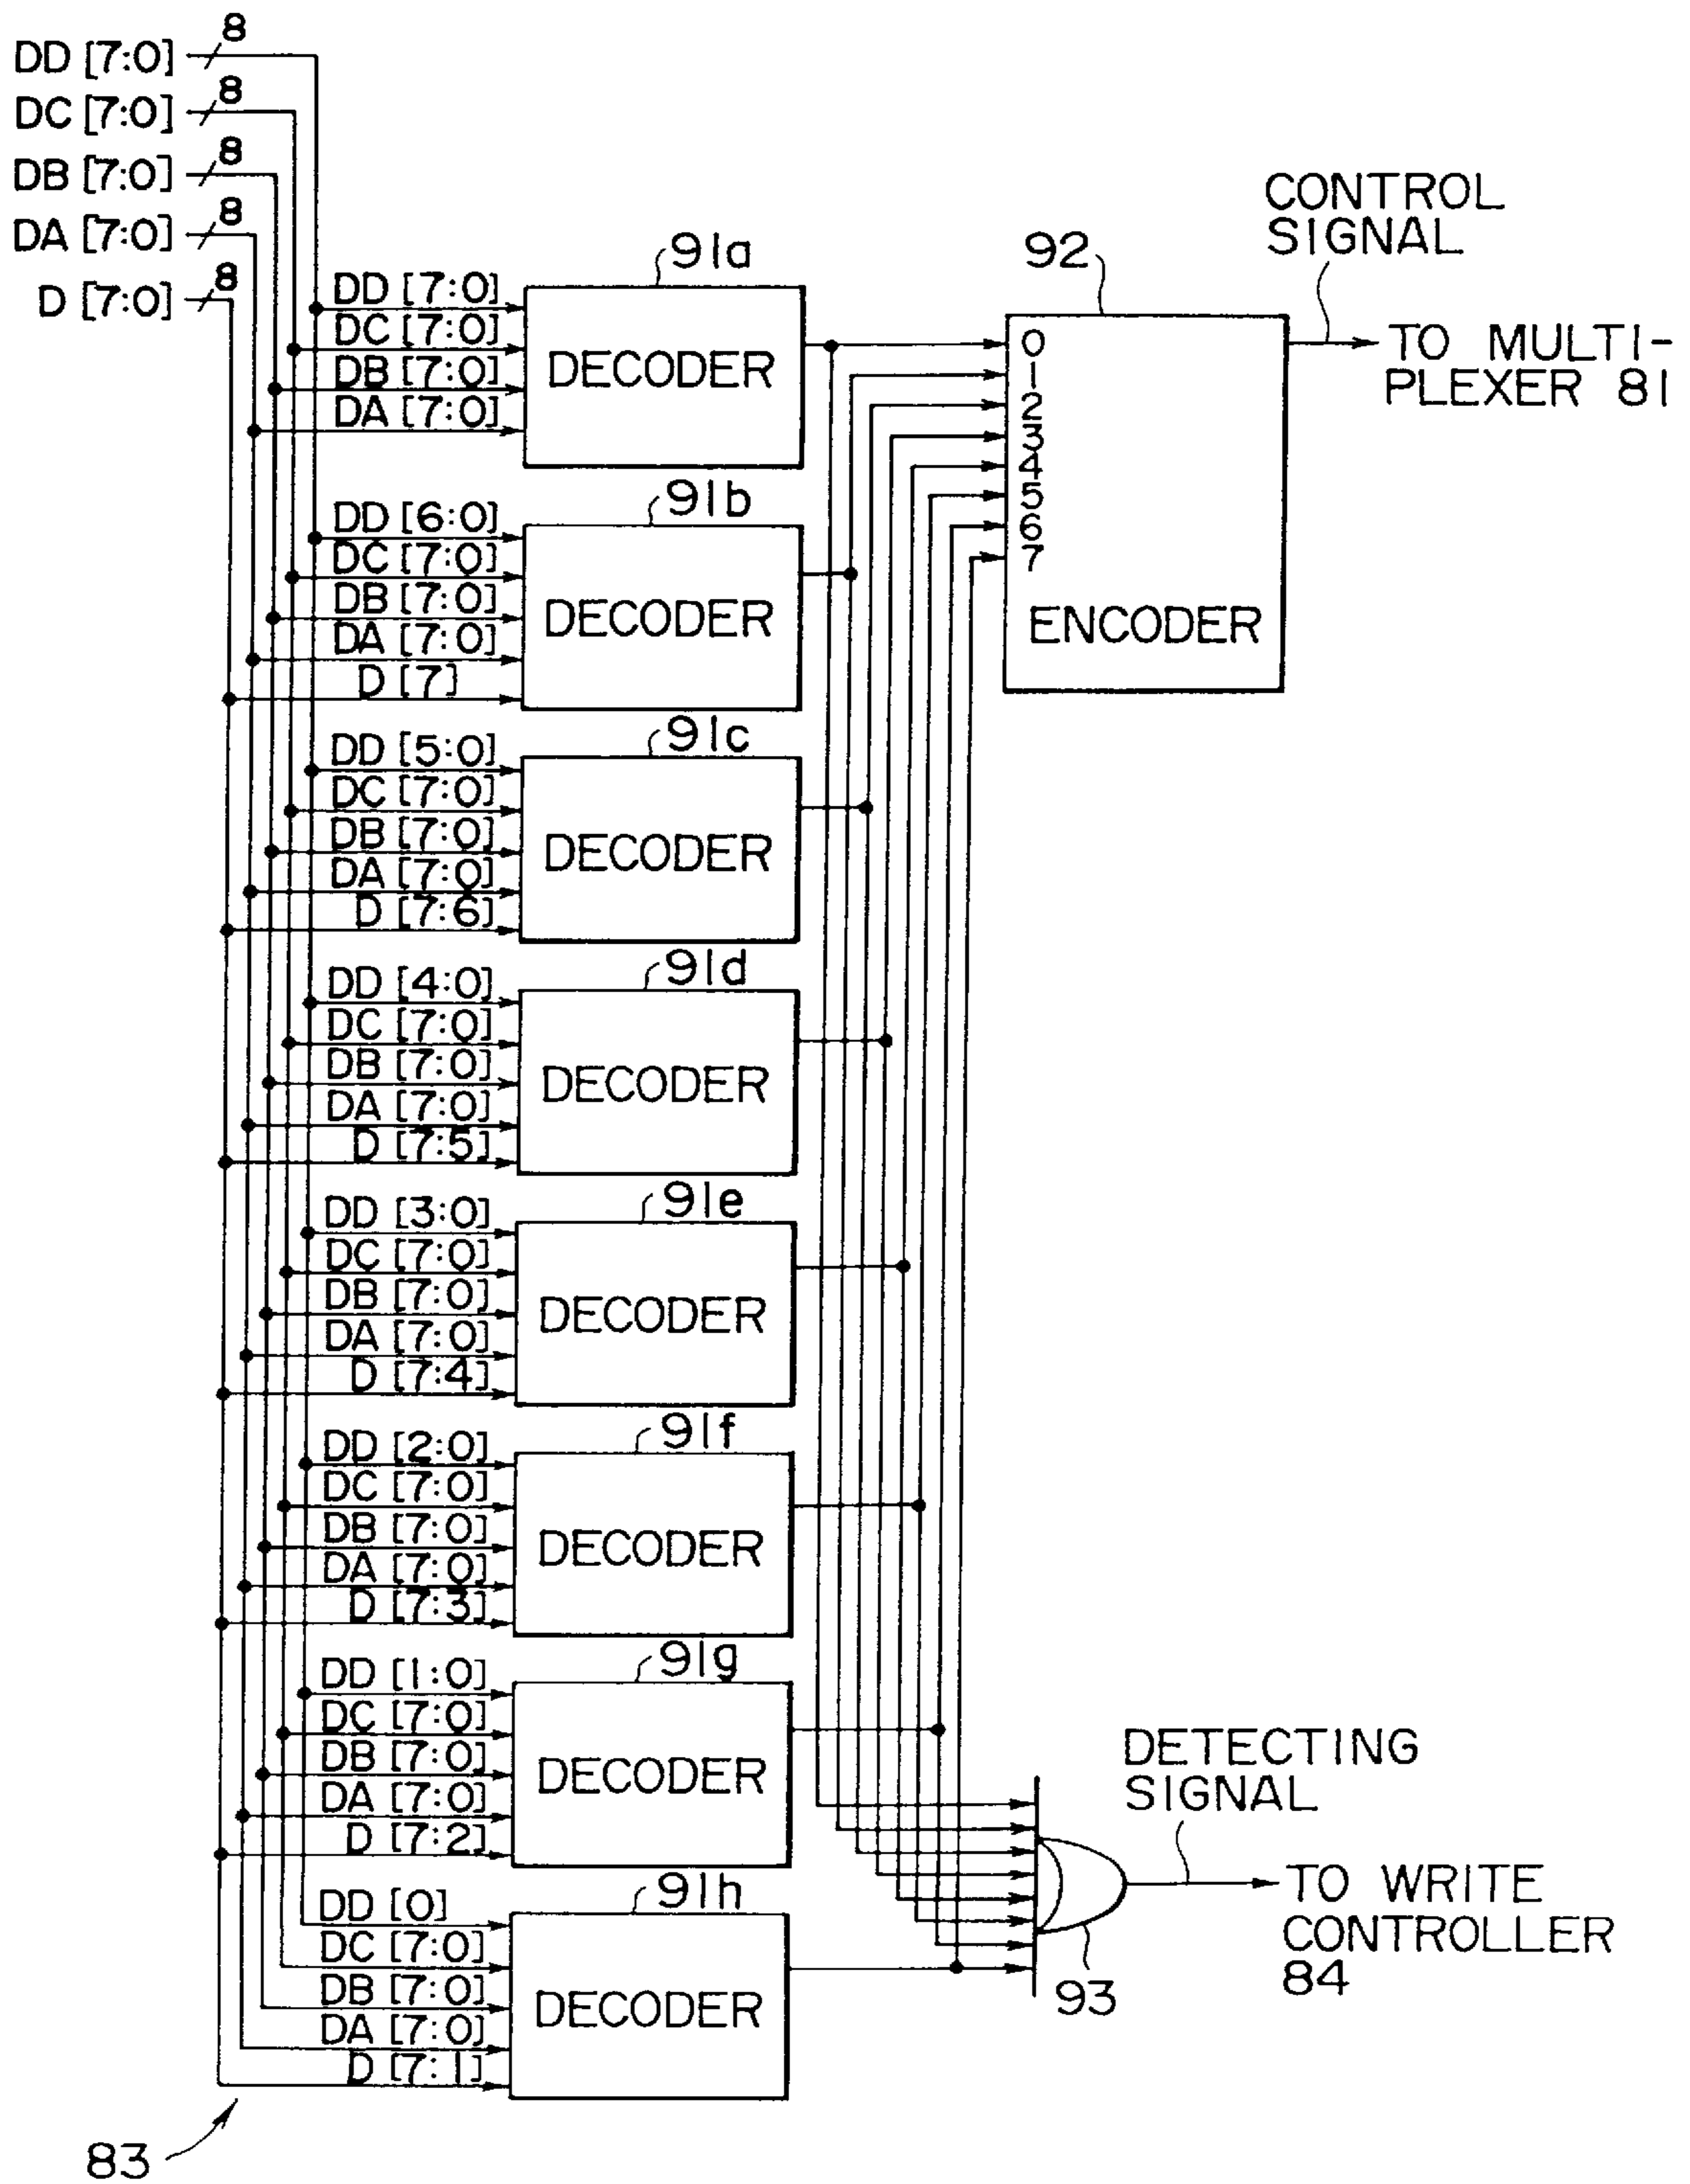 DD [7:0] 8
DC [7:0] 8
DB [7:0] 8
DA [7:0] 8
D [7:0] 8
91a
DD [7:0]
DC [7:0]
DB [7:0]
DA [7:0]
DECODER
91b
DD [6:0]
DC [7:0]
DB [7:0]
DA [7:0]
D [7]
DECODER
91c
DD [5:0]
DC [7:0]
DB [7:0]
DA [7:0]
D [7:6]
DECODER
91d
DD [4:0]
DC [7:0]
DB [7:0]
DA [7:0]
D [7:5]
DECODER
91e
DD [3:0]
DC [7:0]
DB [7:0]
DA [7:0]
D [7:4]
DECODER
91f
DD [2:0]
DC [7:0]
DB [7:0]
DA [7:0]
D [7:3]
DECODER
91g
DD [1:0]
DC [7:0]
DB [7:0]
DA [7:0]
D [7:2]
DECODER
91h
DD [0]
DC [7:0]
DB [7:0]
DA [7:0]
D [7:1]
DECODER
83
92
0
1
2
3
4
5
6
7
ENCODER
CONTROL
SIGNAL
TO MULTI-
PLEXER 81
DETECTING
SIGNAL
93
TO WRITE
CONTROLLER
84